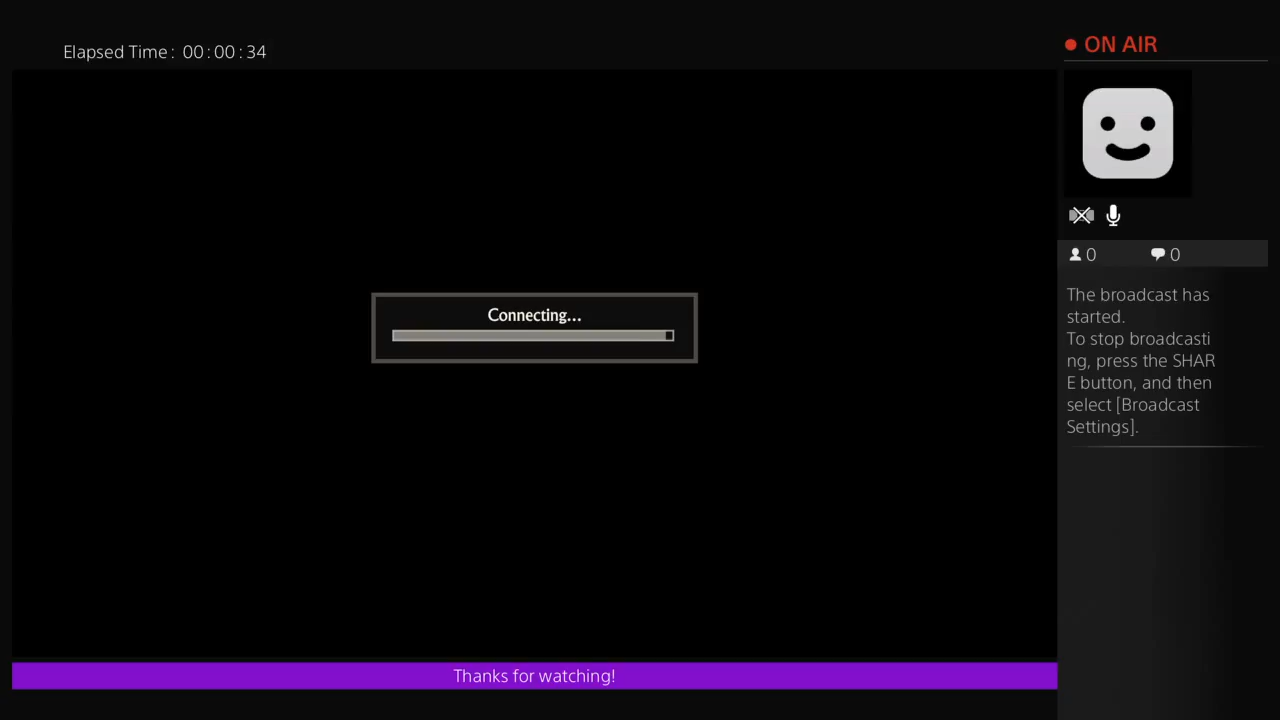 Elapsed Time: 00:00:34
ON AIR
0 0
Connecting...
The broadcast has
started.
To stop broadcasti
ng, press the SHAR
E button, and then
select [Broadcast
Settings].
Thanks for watching!